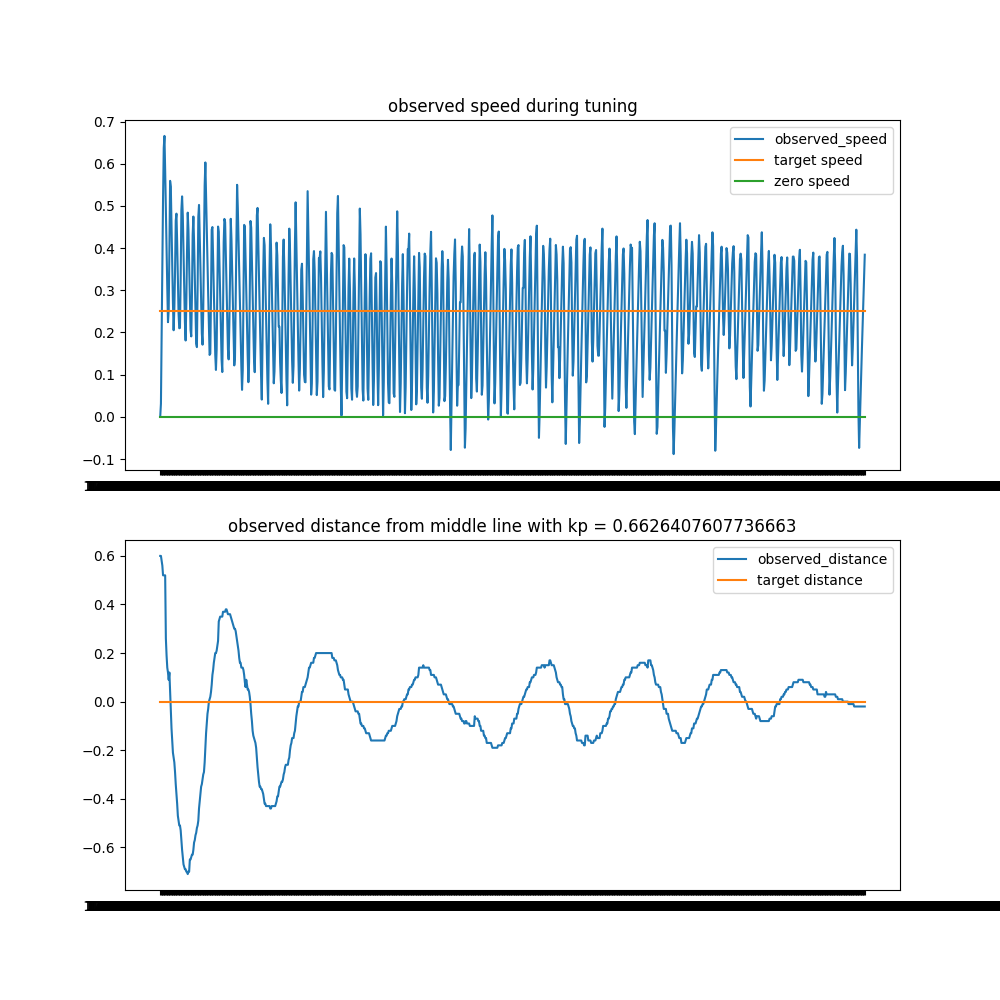 observed speed during tuning
0.7
0.6
0.5
0.4
0.3
0.2
0.1
0.0
−0.1
observed_speed
target speed
zero speed
observed distance from middle line with kp = 0.6626407607736663
0.6
0.4
0.2
0.0
−0.2
−0.4
−0.6
observed_distance
target distance